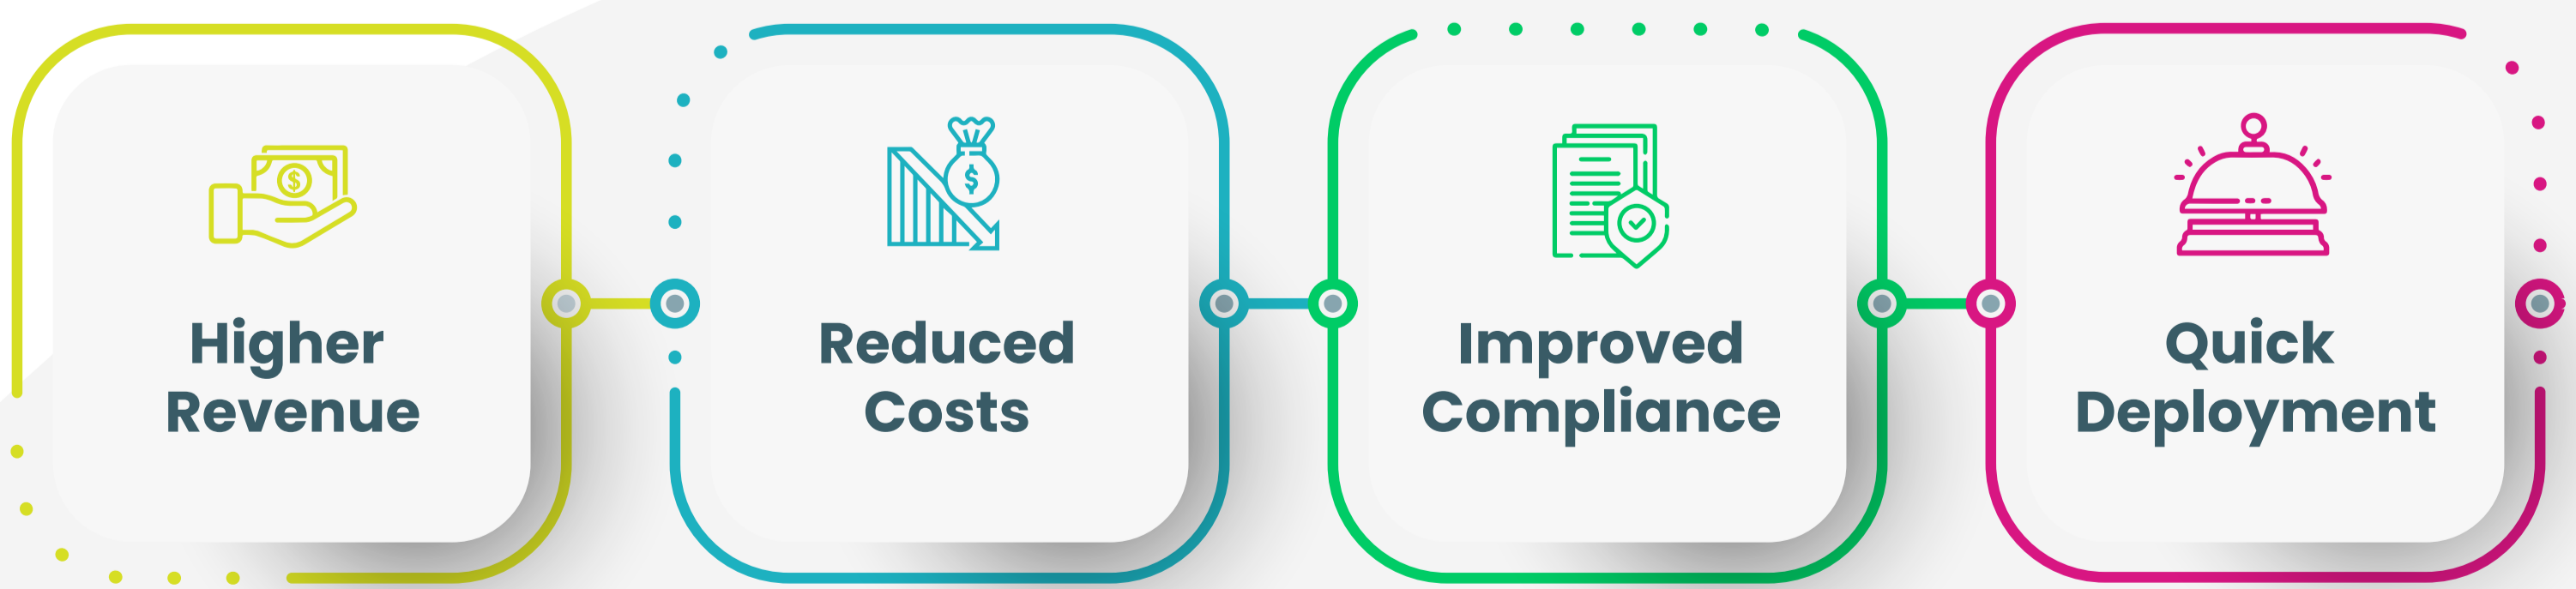 Higher
Revenue
Reduced
Costs
Improved
Compliance
Quick
Deployment
$
$